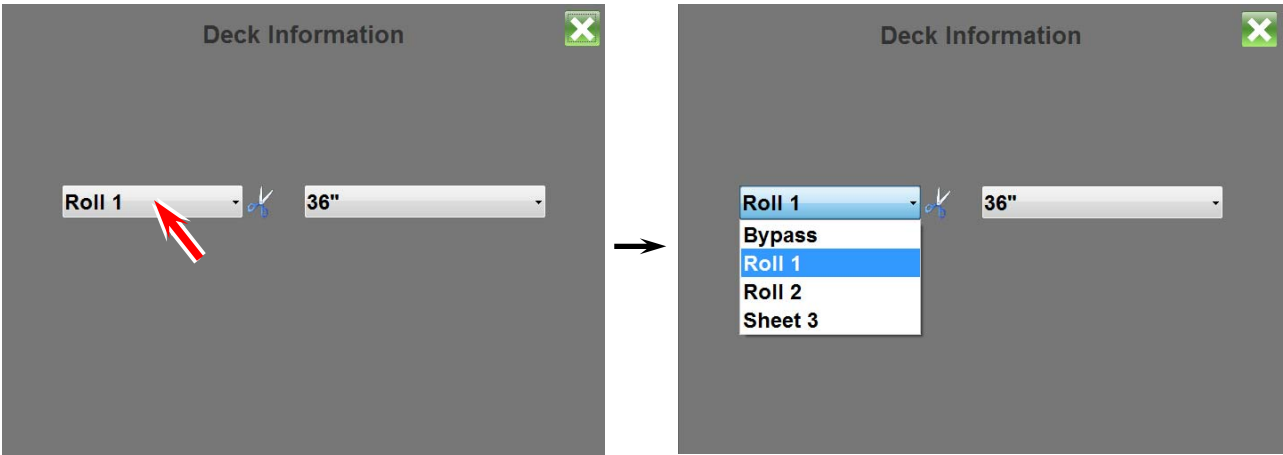 Deck Information
Roll 1
36"
Deck Information
Roll 1
36"
Bypass
Roll 1
Roll 2
Sheet 3